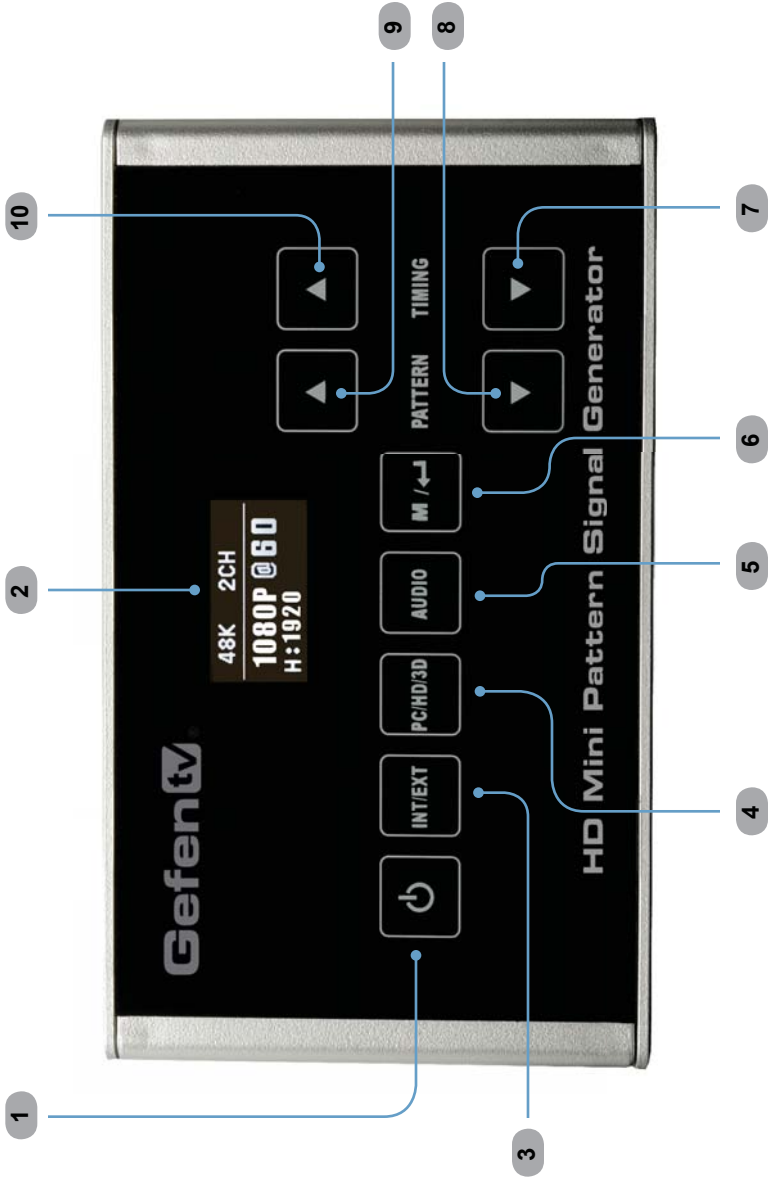 1
2
10
9
8
Gefen tv ®
48K 2CH
1080P @60
H:1920
INT/EXT
PC/HD/3D
AUDIO
M /↵
▲
▲
PATTERN TIMING
▼
▼
HD Mini Pattern Signal Generator
3
4
5
6
7